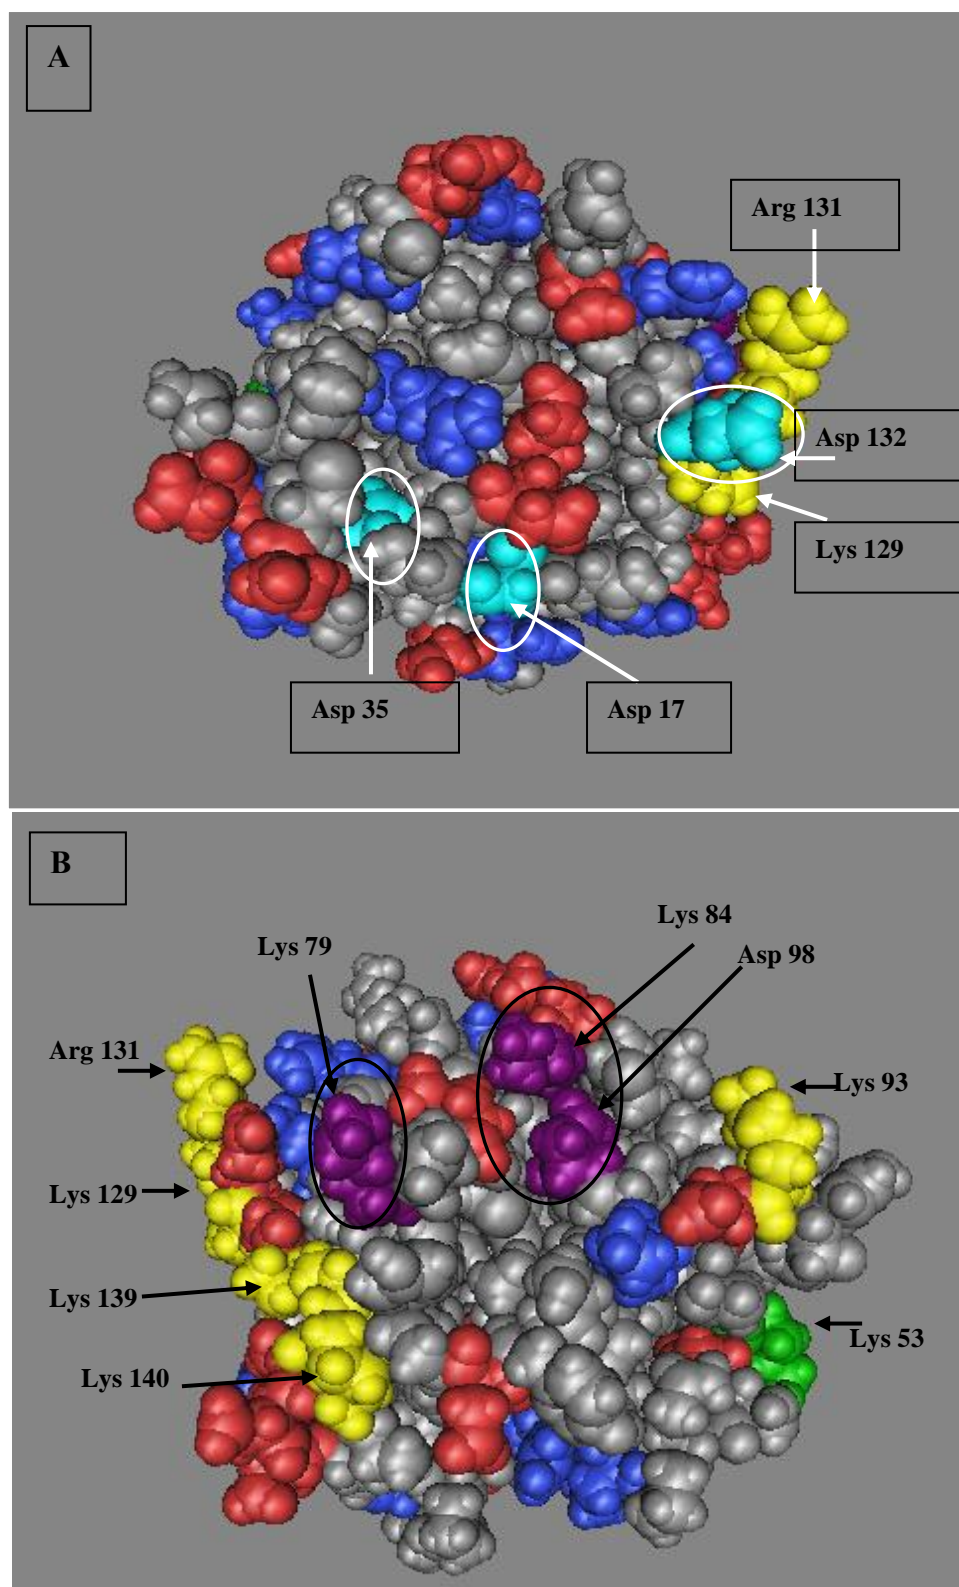 A
Arg 131
Asp 132
Lys 129
Asp 35
Asp 17
B
Lys 84
Lys 79
Asp 98
Arg 131
Lys 93
Lys 129
Lys 139
Lys 53
Lys 140